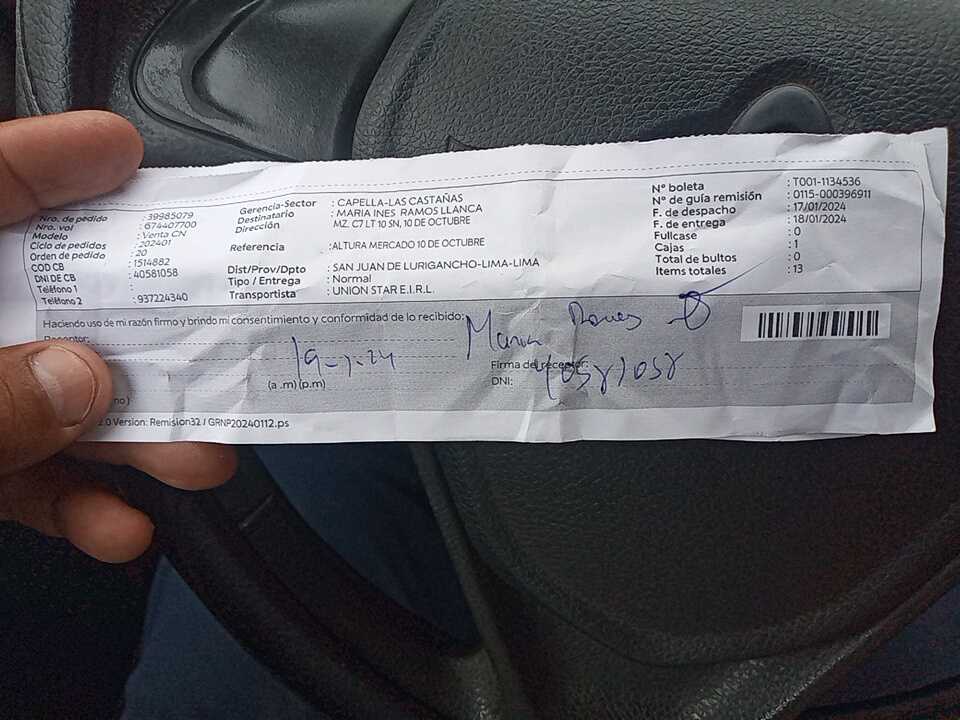 Nro. de pedido : 39985079
Nro. vol : 674407700
Modelo : Venta CN
Ciclo de pedidos : 202401
Orden de pedido : 20
COD CB : 1514882
DNI DE CB : 40581058
Teléfono 1 :
Teléfono 2 : 937224340
Gerencia-Sector : CAPELLA-LAS CASTAÑAS
Destinatario : MARIA INES RAMOS LLANCA
Dirección MZ. C7 LT 10 SN, 10 DE OCTUBRE
Referencia : ALTURA MERCADO 10 DE OCTUBRE
Dist/Prov/Dpto : SAN JUAN DE LURIGANCHO-LIMA-LIMA
Tipo / Entrega : Normal
Transportista : UNION STAR E.I.R.L.
N° boleta : T001-1134536
N° de guía remisión : 0115-000396911
F. de despacho : 17/01/2024
F. de entrega : 18/01/2024
Fullcase : 0
Cajas : 1
Total de bultos : 0
Items totales : 13
Haciendo uso de mi razón firmo y brindo mi consentimiento y conformidad de lo recibido:
Receptor:
Maria Ramos
19-1-24
(a .m) (p.m)
Firma del receptor:
DNI:
no)
.0 Version: Remision32 / GRNP20240112.ps